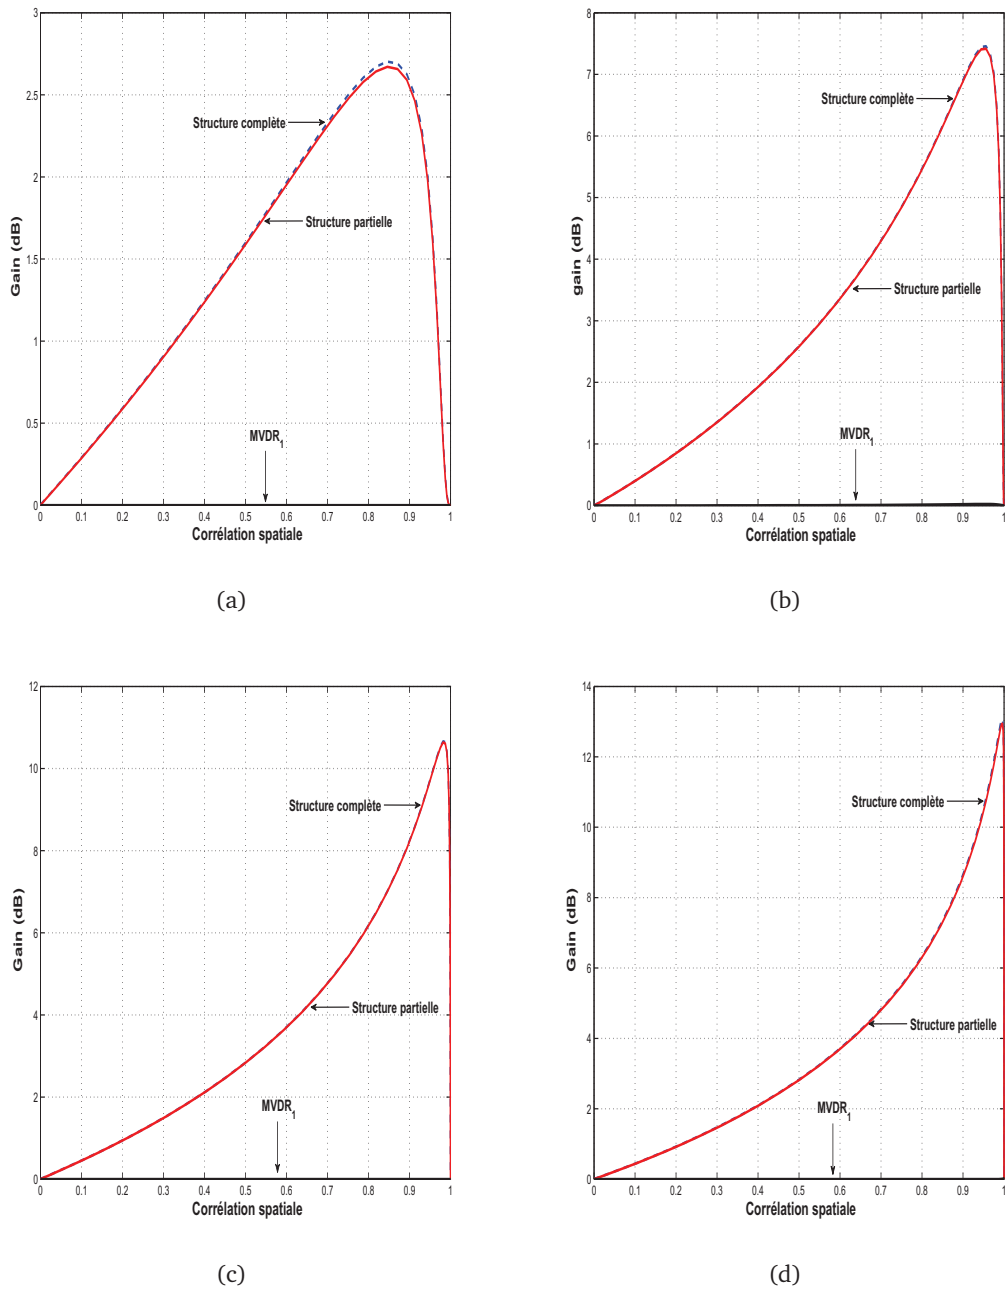 3
2.5
2
1.5
1
0.5
0
Gain (dB)
Structure complète
Structure partielle
MVDR1
0 0.1 0.2 0.3 0.4 0.5 0.6 0.7 0.8 0.9 1
Corrélation spatiale
(a)
8
7
6
5
4
3
2
1
0
gain (dB)
Structure complète
Structure partielle
MVDR1
0 0.1 0.2 0.3 0.4 0.5 0.6 0.7 0.8 0.9 1
Corrélation spatiale
(b)
12
10
8
6
4
2
0
Gain (dB)
Structure complète
Structure partielle
MVDR1
0 0.1 0.2 0.3 0.4 0.5 0.6 0.7 0.8 0.9 1
Corrélation spatiale
(c)
14
12
10
8
6
4
2
0
Gain (dB)
Structure complète
Structure partielle
MVDR1
0 0.1 0.2 0.3 0.4 0.5 0.6 0.7 0.8 0.9 1
Corrélation spatiale
(d)